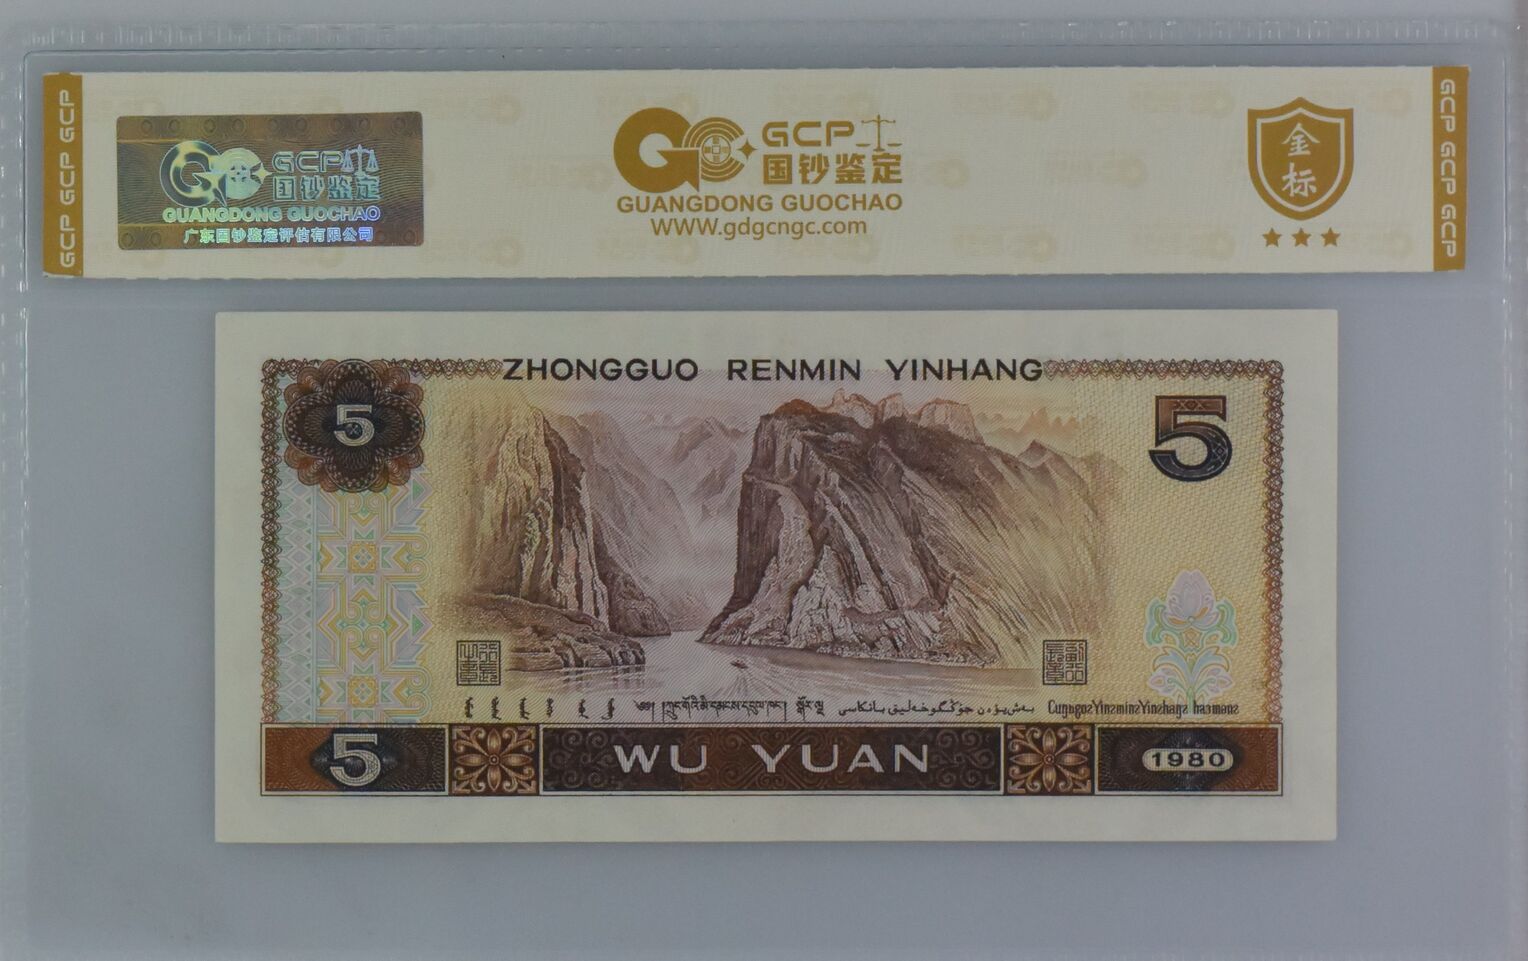 GCP GCP GCP
GCP
国钞鉴定
GUANGDONG GUOCHAO
广东国钞鉴定评估有限公司
GCP
国钞鉴定
GUANGDONG GUOCHAO
WWW.gdgcngc.com
金标
GCP GCP GCP
ZHONGGUO RENMIN YINHANG
5
5
5
WU YUAN
1980